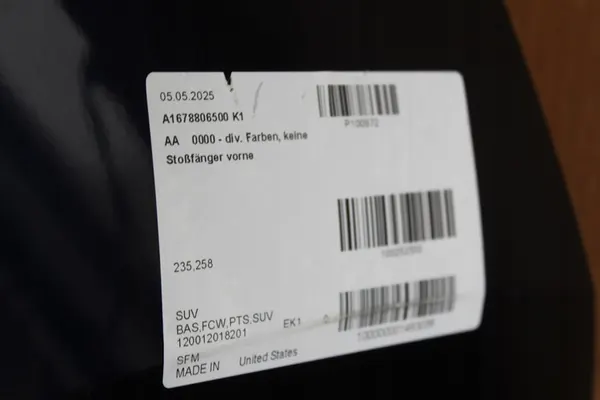 05.05.2025
A1678806500 K1
P100672
AA 0000 - div. Farben, keine
Stoßfänger vorne
235,258
SUV
BAS,FCW,PTS,SUV
120012018201 EK1
SFM
MADE IN United States